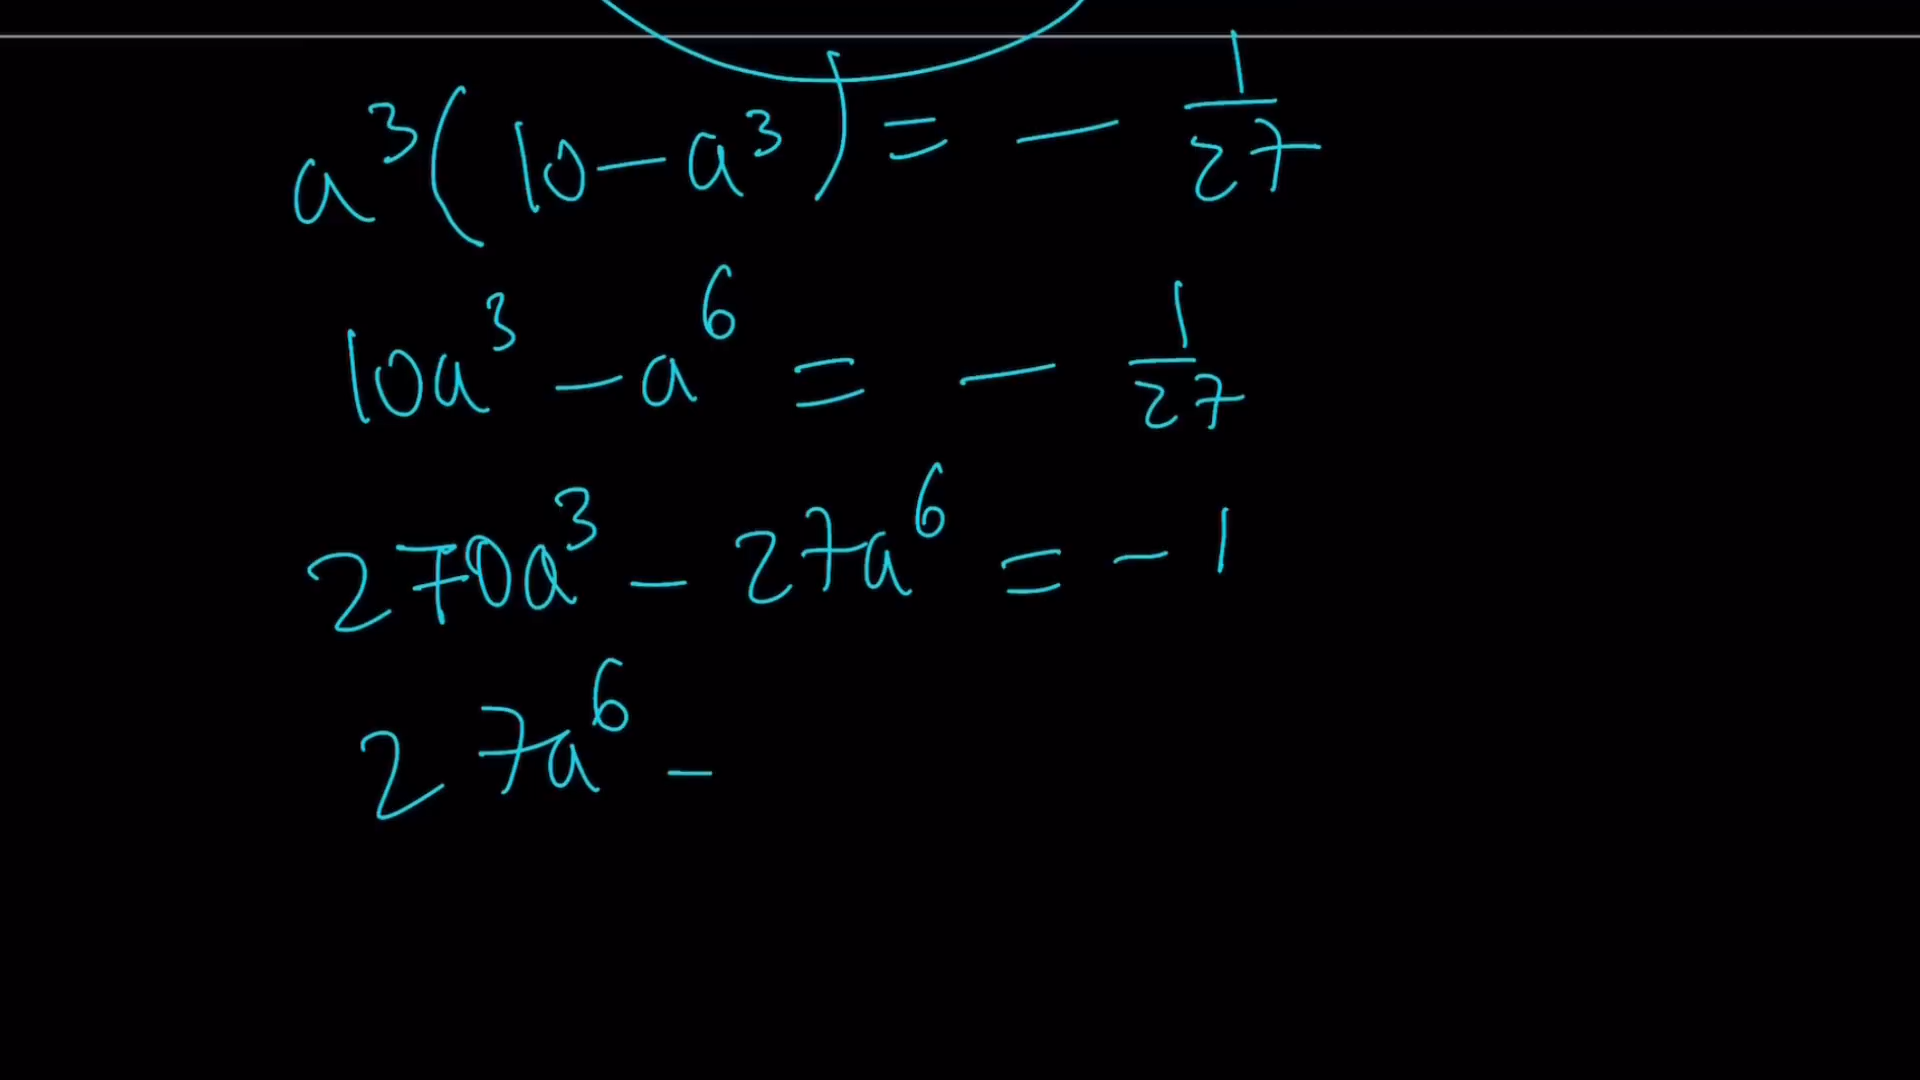 a³(10-a³) = - 1/27
10a³ - a⁶ = - 1/27
270a³ - 27a⁶ = - 1
27a⁶ -